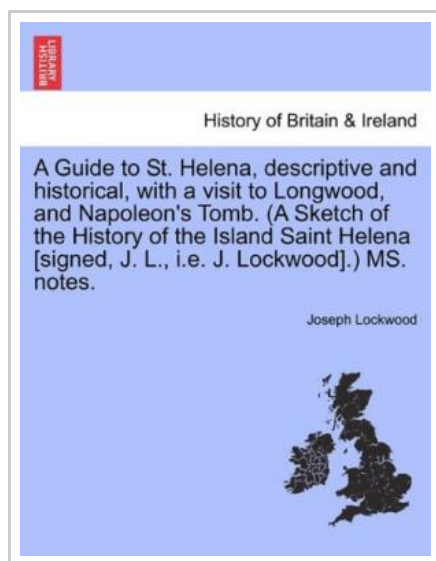 BRITISH
LIBRARY
History of Britain & Ireland
A Guide to St. Helena, descriptive and
historical, with a visit to Longwood,
and Napoleon's Tomb. (A Sketch of
the History of the Island Saint Helena
[signed, J. L., i.e. J. Lockwood].) MS.
notes.
Joseph Lockwood